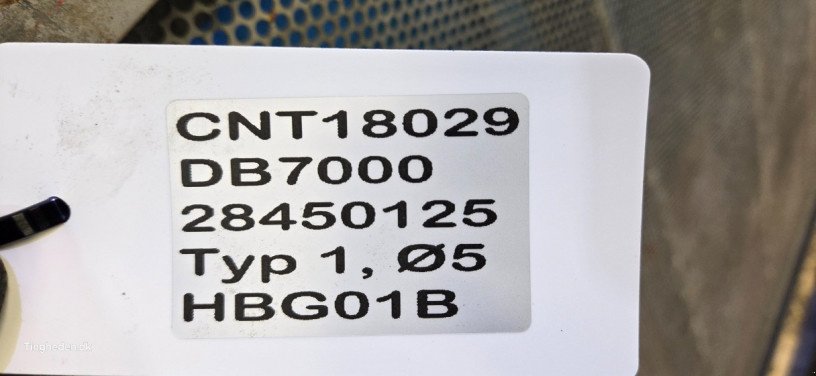 CNT18029
DB7000
28450125
Typ 1, Ø5
HBG01B
Tingheden.dk